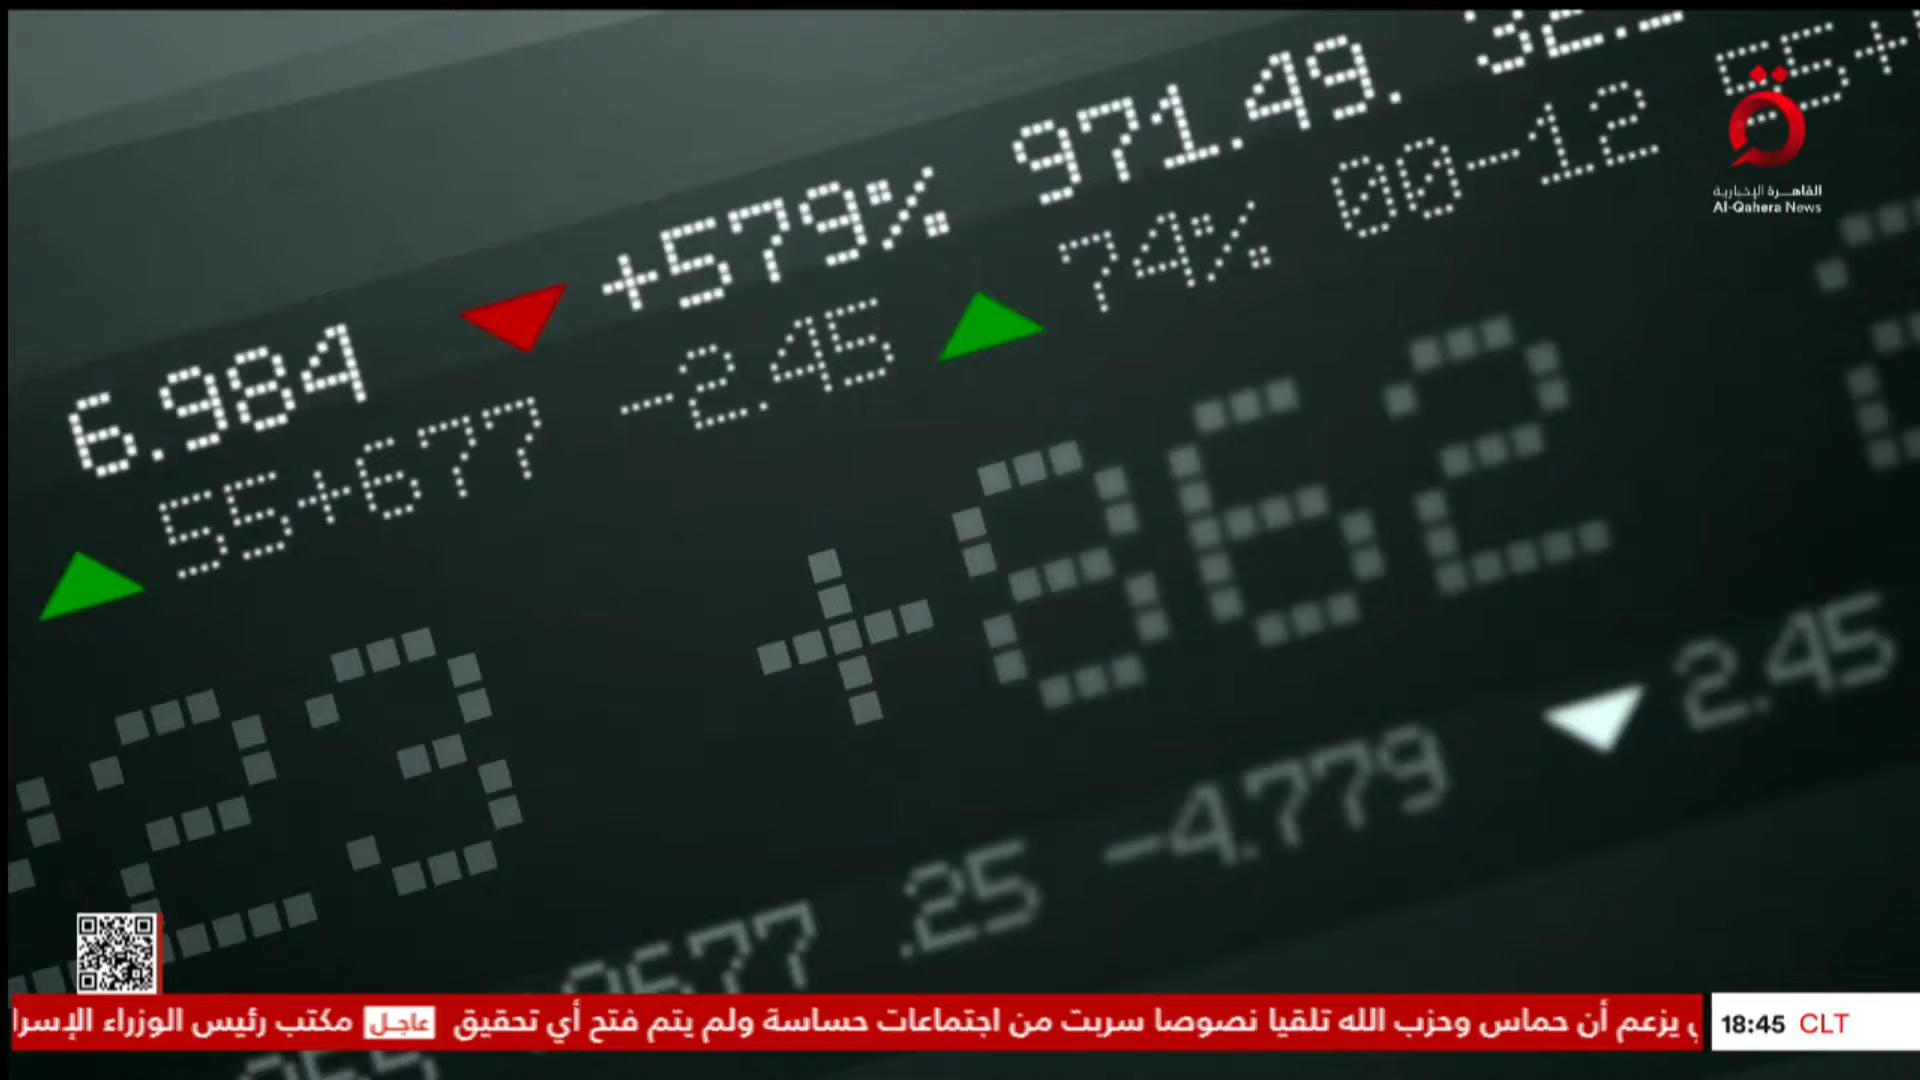 6.984 +579% 971.49.
55+677 -2.45 74% 00-12 55+
القاهرة الإخبارية
Al-Qahera News
23 +862
.25 -4.779 2.45
يزعم أن حماس وحزب الله تلقيا نصوصا سربت من اجتماعات حساسة ولم يتم فتح أي تحقيق عاجل مكتب رئيس الوزراء
18:45 CLT